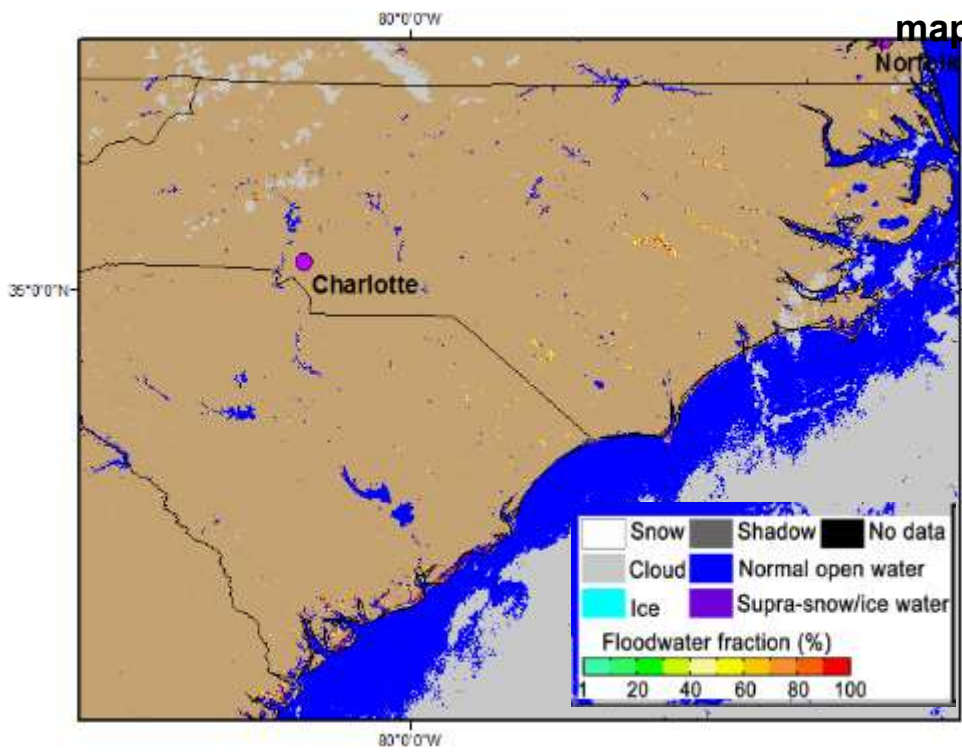 80°0'0"W
map
Norfolk
35°0'0"N
Charlotte
Snow Shadow No data
Cloud Normal open water
Ice Supra-snow/ice water
Floodwater fraction (%)
1 20 40 60 80 100
80°0'0"W